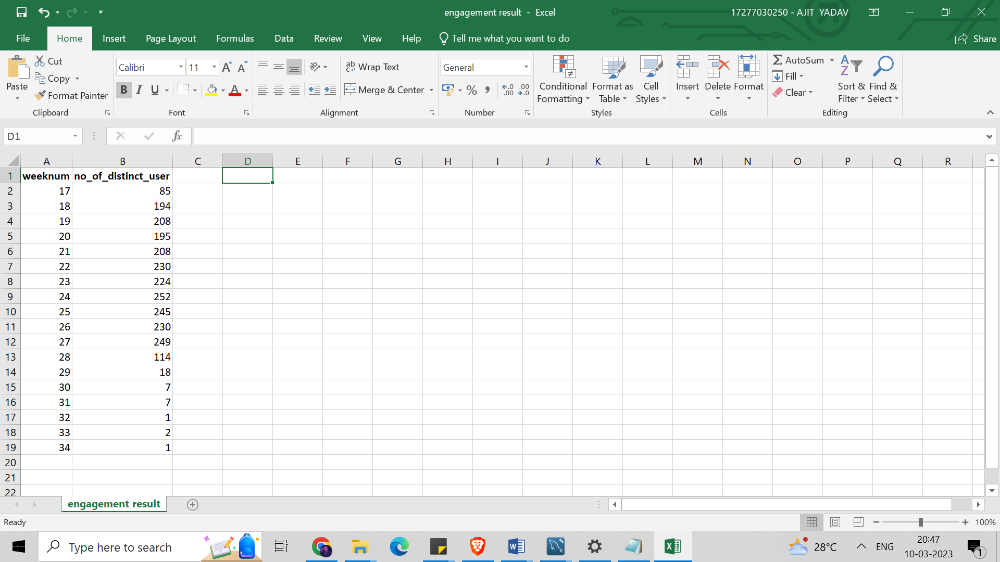 engagement result - Excel
17277030250 - AJIT YADAV
File Home Insert Page Layout Formulas Data Review View Help Tell me what you want to do Share
Paste
Cut
Copy
Format Painter
Clipboard
Calibri 11
B I U
Font
Wrap Text
Merge & Center
Alignment
General
% , .0 .00 .00 .0
Number
Conditional Formatting
Format as Table
Cell Styles
Styles
Insert Delete Format
Cells
AutoSum
Fill
Clear
Sort & Filter
Find & Select
Editing
D1 fx
A B C D E F G H I J K L M N O P Q R
1 weeknum no_of_distinct_user
2 17 85
3 18 194
4 19 208
5 20 195
6 21 208
7 22 230
8 23 224
9 24 252
10 25 245
11 26 230
12 27 249
13 28 114
14 29 18
15 30 7
16 31 7
17 32 1
18 33 2
19 34 1
20
21
22
engagement result
Ready 100%
Type here to search
28°C ENG 20:47
10-03-2023
1